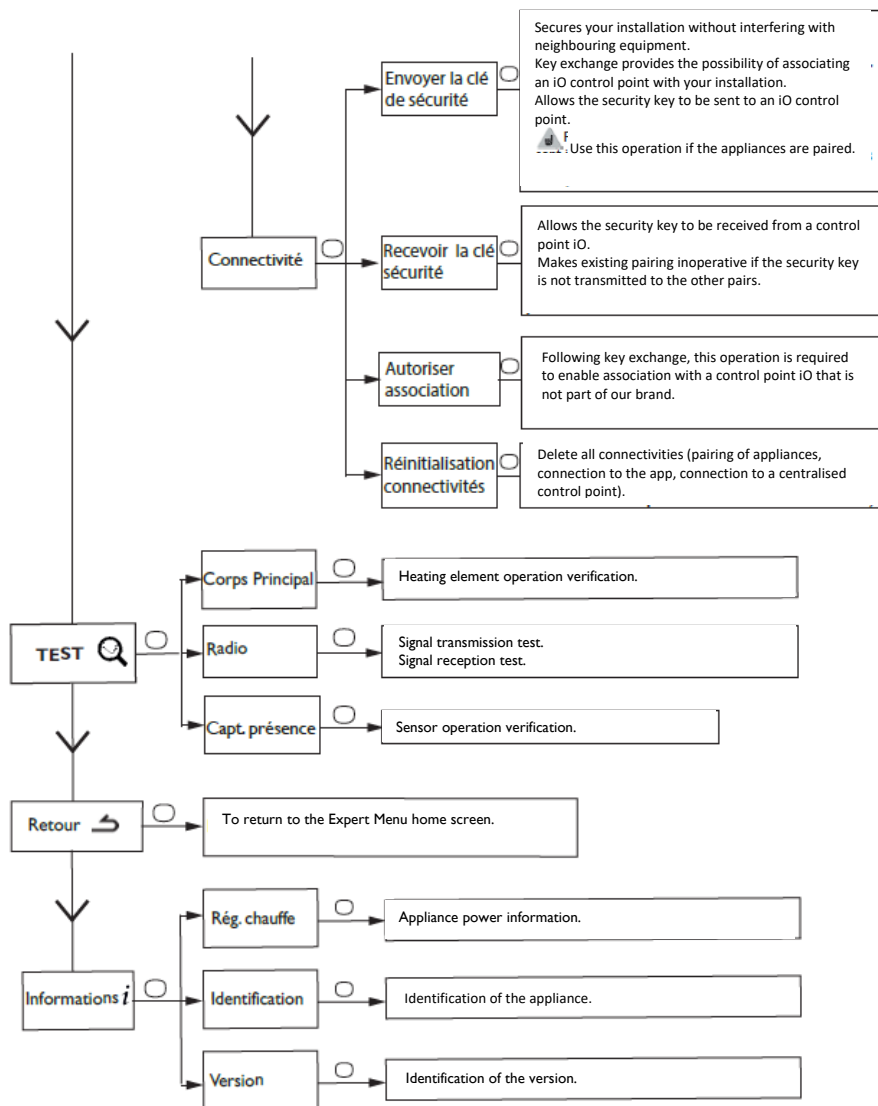 Envoyer la clé
de sécurité
Secures your installation without interfering with
neighbouring equipment.
Key exchange provides the possibility of associating
an iO control point with your installation.
Allows the security key to be sent to an iO control
point.
Use this operation if the appliances are paired.
Connectivité
Recevoir la clé
sécurité
Allows the security key to be received from a control
point iO.
Makes existing pairing inoperative if the security key
is not transmitted to the other pairs.
Autoriser
association
Following key exchange, this operation is required
to enable association with a control point iO that is
not part of our brand.
Réinitialisation
connectivités
Delete all connectivities (pairing of appliances,
connection to the app, connection to a centralised
control point).
TEST
Corps Principal
Heating element operation verification.
Radio
Signal transmission test.
Signal reception test.
Capt. présence
Sensor operation verification.
Retour
To return to the Expert Menu home screen.
Informations i
Rég. chauffe
Appliance power information.
Identification
Identification of the appliance.
Version
Identification of the version.